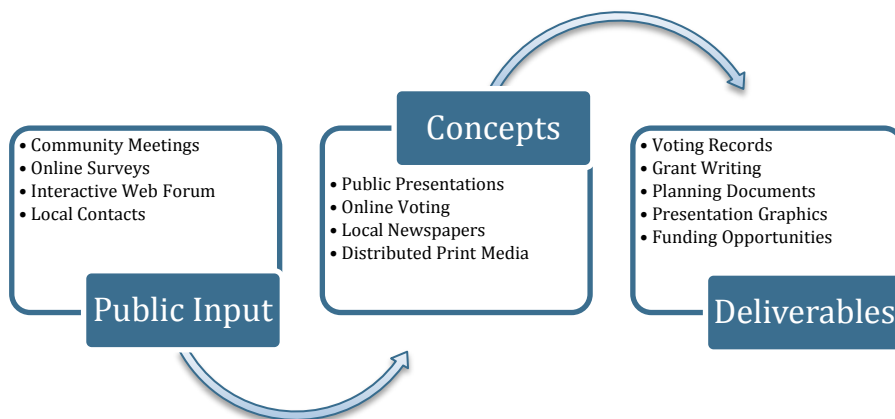 • Community Meetings
• Online Surveys
• Interactive Web Forum
• Local Contacts
Public Input
Concepts
• Public Presentations
• Online Voting
• Local Newspapers
• Distributed Print Media
• Voting Records
• Grant Writing
• Planning Documents
• Presentation Graphics
• Funding Opportunities
Deliverables